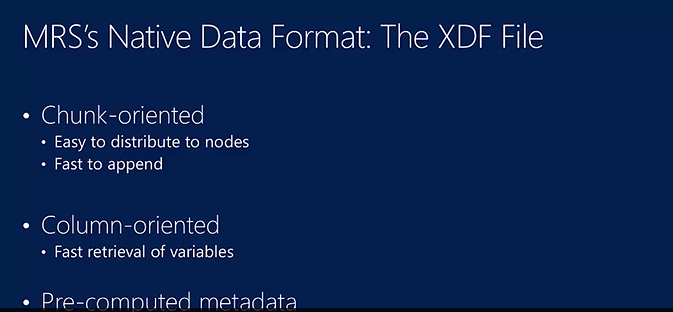 MRS's Native Data Format: The XDF File
• Chunk-oriented
• Easy to distribute to nodes
• Fast to append
• Column-oriented
• Fast retrieval of variables
• Pre-computed metadata